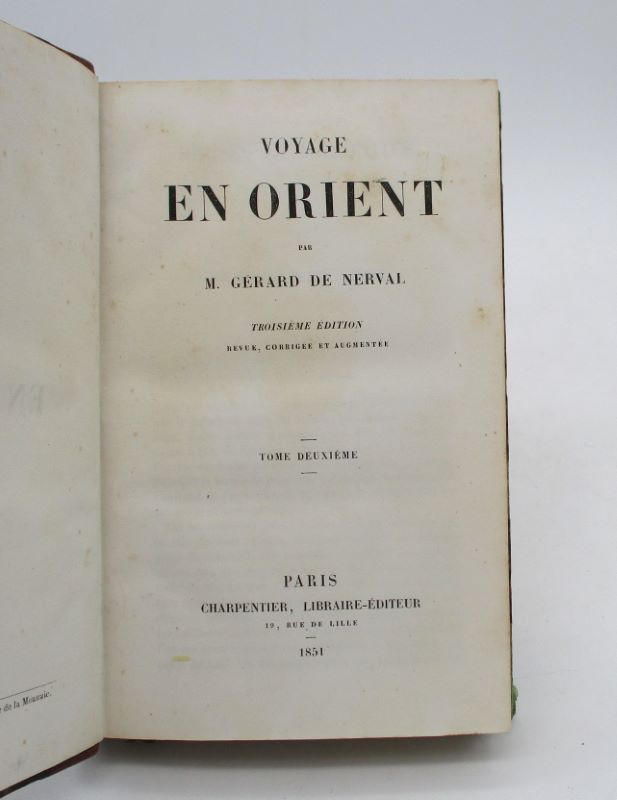 VOYAGE
EN ORIENT
PAR
M. GÉRARD DE NERVAL
TROISIÈME ÉDITION
REVUE, CORRIGÉE ET AUGMENTÉE
TOME DEUXIÈME
PARIS
CHARPENTIER, LIBRAIRE-ÉDITEUR
19, RUE DE LILLE
1851
de la Monnaie.